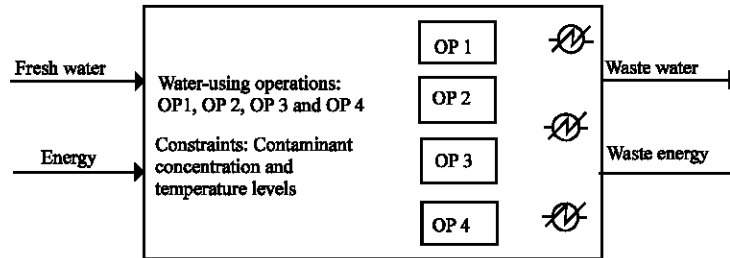 Fresh water
Energy
Water-using operations:
OP1, OP 2, OP 3 and OP 4
Constraints: Contaminant
concentration and
temperature levels
OP 1
OP 2
OP 3
OP 4
Waste water
Waste energy